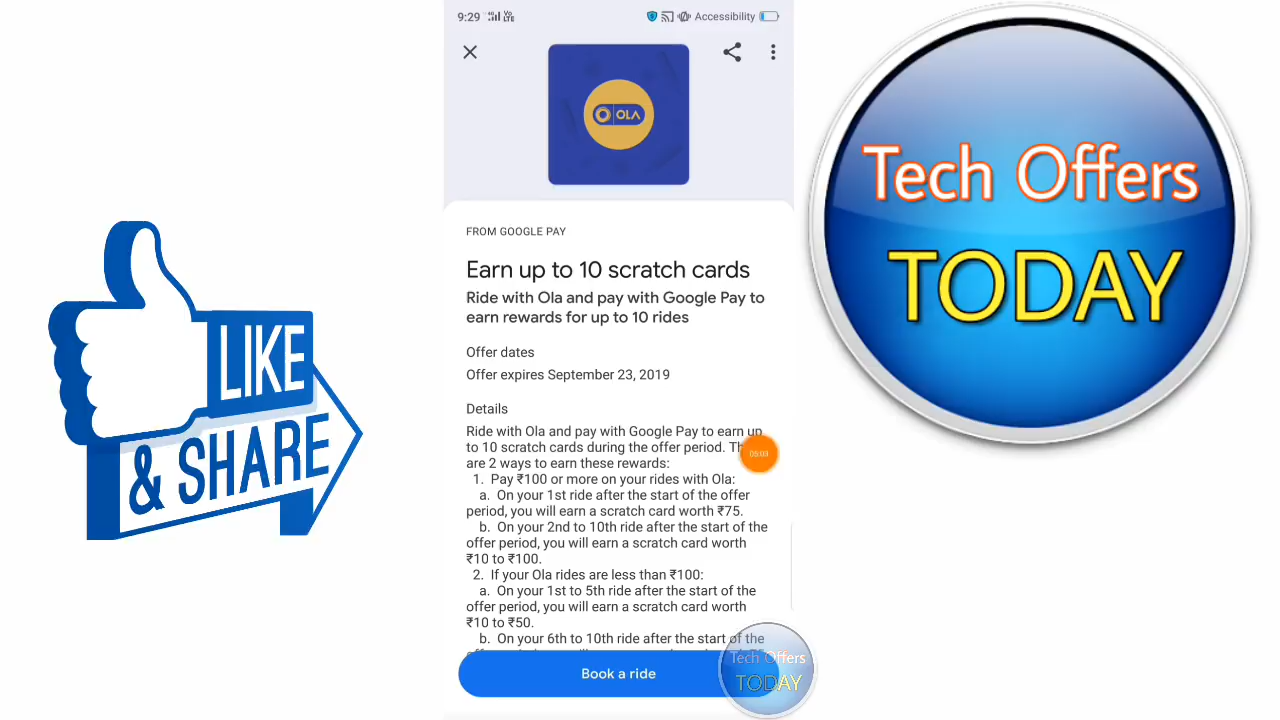 9:29
4G
Vo
LTE
Accessibility
OLA
FROM GOOGLE PAY
Earn up to 10 scratch cards
Ride with Ola and pay with Google Pay to
earn rewards for up to 10 rides
Offer dates
Offer expires September 23, 2019
Details
Ride with Ola and pay with Google Pay to earn up
to 10 scratch cards during the offer period.
are 2 ways to earn these rewards:
1. Pay ₹100 or more on your rides with Ola:
a. On your 1st ride after the start of the offer
period, you will earn a scratch card worth ₹75.
b. On your 2nd to 10th ride after the start of the
offer period, you will earn a scratch card worth
₹10 to ₹100.
2. If your Ola rides are less than ₹100:
a. On your 1st to 5th ride after the start of the
offer period, you will earn a scratch card worth
₹10 to ₹50.
b. On your 6th to 10th ride after the start of the
Book a ride
LIKE
& SHARE
Tech Offers
TODAY
Tech Offers
TODAY